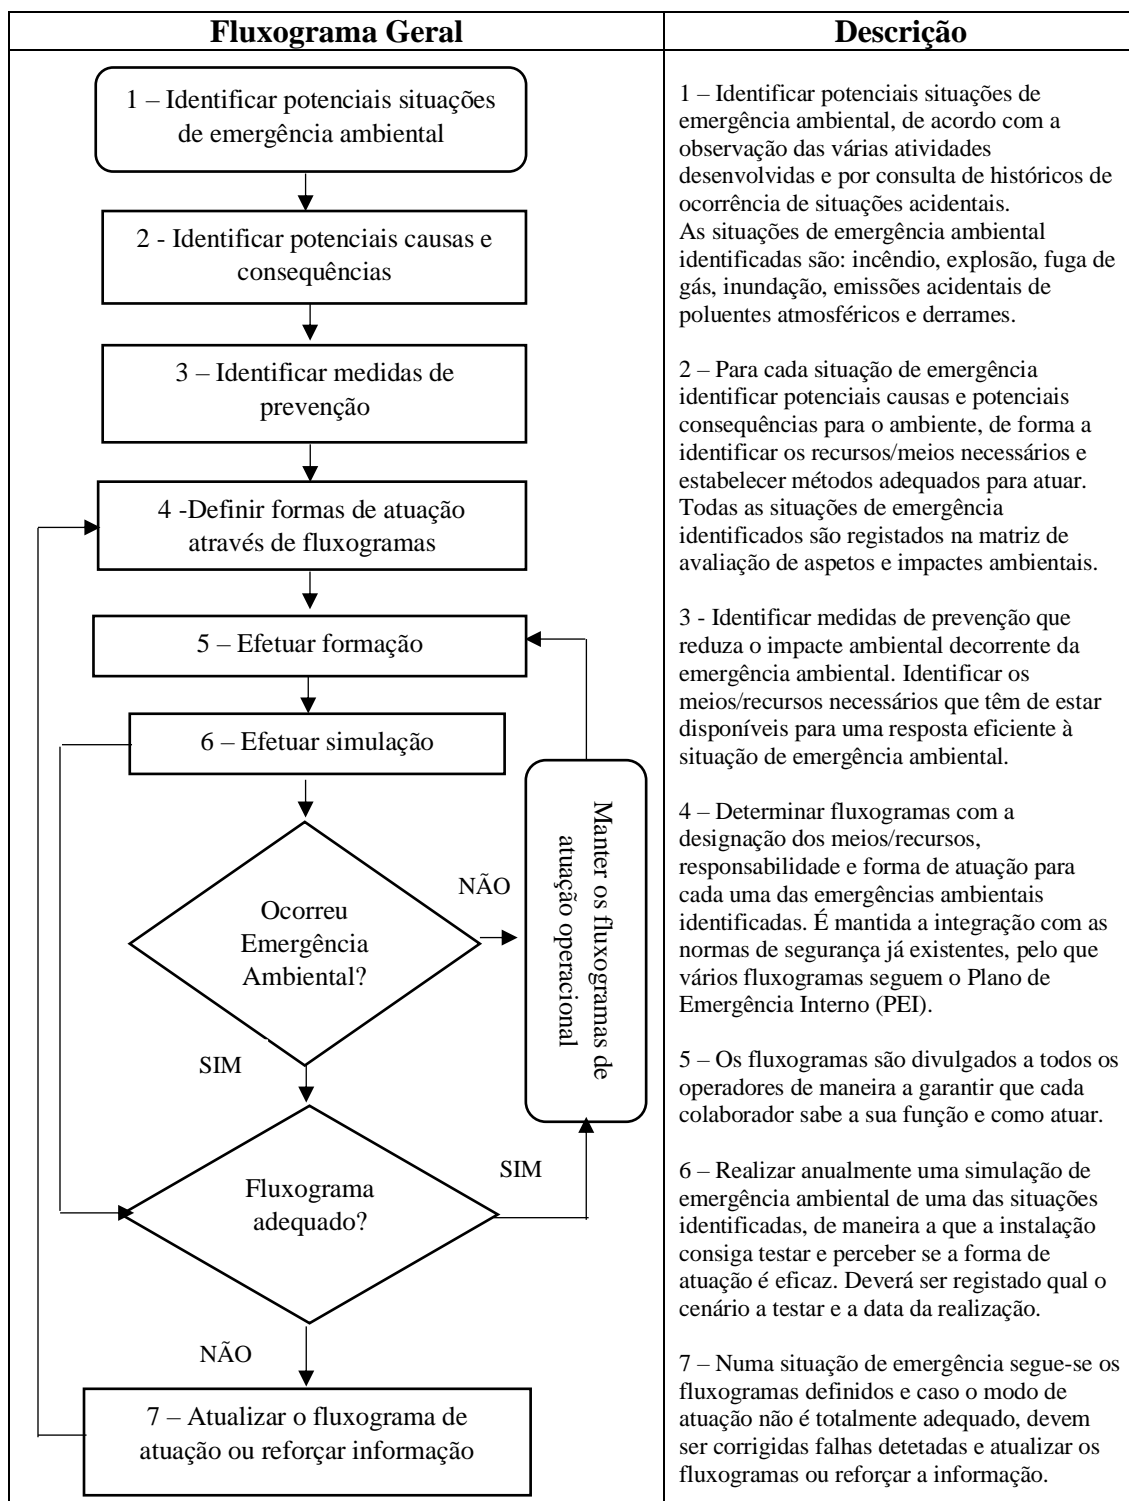 Fluxograma Geral
Descrição
1 – Identificar potenciais situações
de emergência ambiental
2 - Identificar potenciais causas e
consequências
3 – Identificar medidas de
prevenção
4 -Definir formas de atuação
através de fluxogramas
5 – Efetuar formação
6 – Efetuar simulação
Ocorreu
Emergência
Ambiental?
NÃO
Manter os fluxogramas de
atuação operacional
SIM
Fluxograma
adequado?
SIM
NÃO
7 – Atualizar o fluxograma de
atuação ou reforçar informação
1 – Identificar potenciais situações de
emergência ambiental, de acordo com a
observação das várias atividades
desenvolvidas e por consulta de históricos de
ocorrência de situações acidentais.
As situações de emergência ambiental
identificadas são: incêndio, explosão, fuga de
gás, inundação, emissões acidentais de
poluentes atmosféricos e derrames.
2 – Para cada situação de emergência
identificar potenciais causas e potenciais
consequências para o ambiente, de forma a
identificar os recursos/meios necessários e
estabelecer métodos adequados para atuar.
Todas as situações de emergência
identificados são registados na matriz de
avaliação de aspetos e impactes ambientais.
3 - Identificar medidas de prevenção que
reduza o impacte ambiental decorrente da
emergência ambiental. Identificar os
meios/recursos necessários que têm de estar
disponíveis para uma resposta eficiente à
situação de emergência ambiental.
4 – Determinar fluxogramas com a
designação dos meios/recursos,
responsabilidade e forma de atuação para
cada uma das emergências ambientais
identificadas. É mantida a integração com as
normas de segurança já existentes, pelo que
vários fluxogramas seguem o Plano de
Emergência Interno (PEI).
5 – Os fluxogramas são divulgados a todos os
operadores de maneira a garantir que cada
colaborador sabe a sua função e como atuar.
6 – Realizar anualmente uma simulação de
emergência ambiental de uma das situações
identificadas, de maneira a que a instalação
consiga testar e perceber se a forma de
atuação é eficaz. Deverá ser registado qual o
cenário a testar e a data da realização.
7 – Numa situação de emergência segue-se os
fluxogramas definidos e caso o modo de
atuação não é totalmente adequado, devem
ser corrigidas falhas detetadas e atualizar os
fluxogramas ou reforçar a informação.